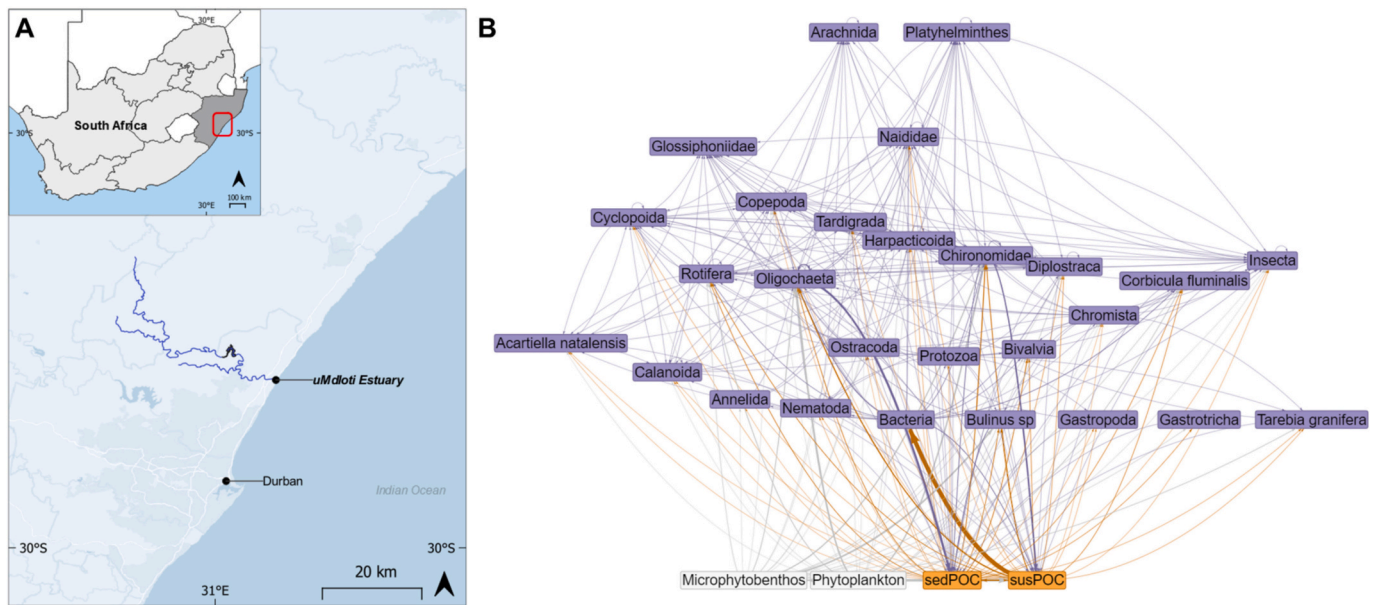 A
30°E
South Africa
30°S
30°S
30°E
100 km
uMdloti Estuary
Durban
Indian Ocean
30°S
30°S
20 km
31°E
B
Arachnida
Platyhelminthes
Naididae
Glossiphoniidae
Copepoda
Cyclopoida
Tardigrada
Harpacticoida
Chironomidae
Insecta
Diplostraca
Rotifera
Oligochaeta
Corbicula fluminalis
Chromista
Acartiella natalensis
Ostracoda
Bivalvia
Protozoa
Calanoida
Annelida
Nematoda
Bacteria
Bulinus sp
Gastropoda
Gastrotricha
Tarebia granifera
Microphytobenthos
Phytoplankton
sedPOC
susPOC